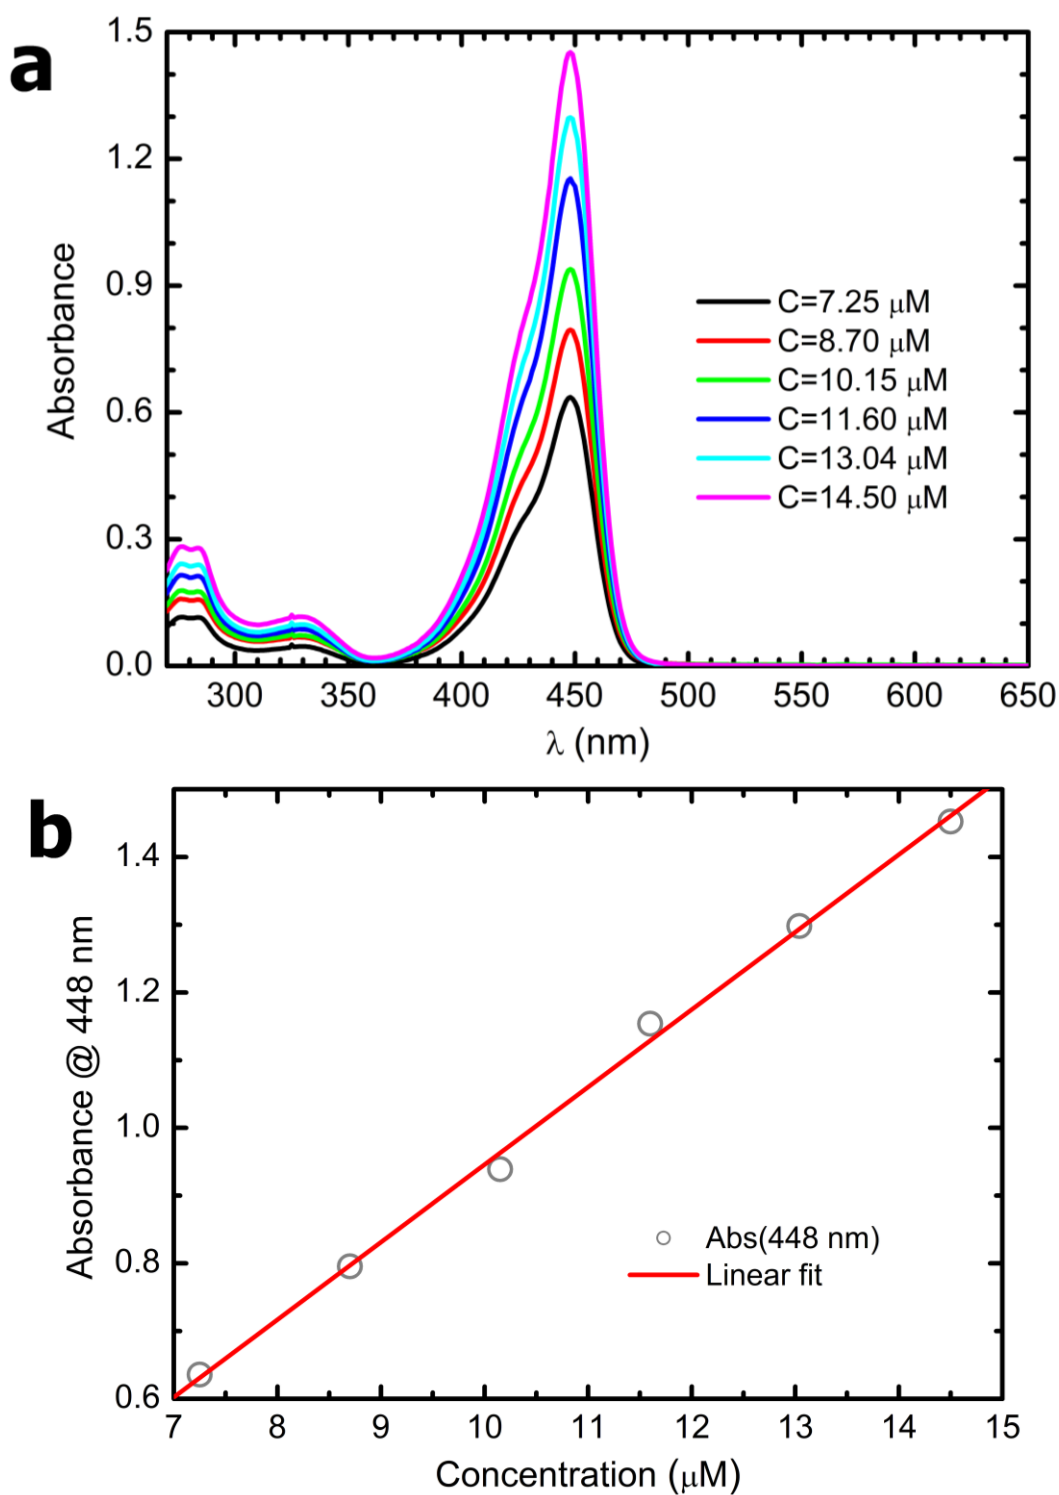 a
1.5
1.2
0.9
0.6
0.3
0.0
Absorbance
C=7.25 μM
C=8.70 μM
C=10.15 μM
C=11.60 μM
C=13.04 μM
C=14.50 μM
300 350 400 450 500 550 600 650
λ (nm)
b
1.4
1.2
1.0
0.8
0.6
Absorbance @ 448 nm
Abs(448 nm)
Linear fit
7 8 9 10 11 12 13 14 15
Concentration (μM)